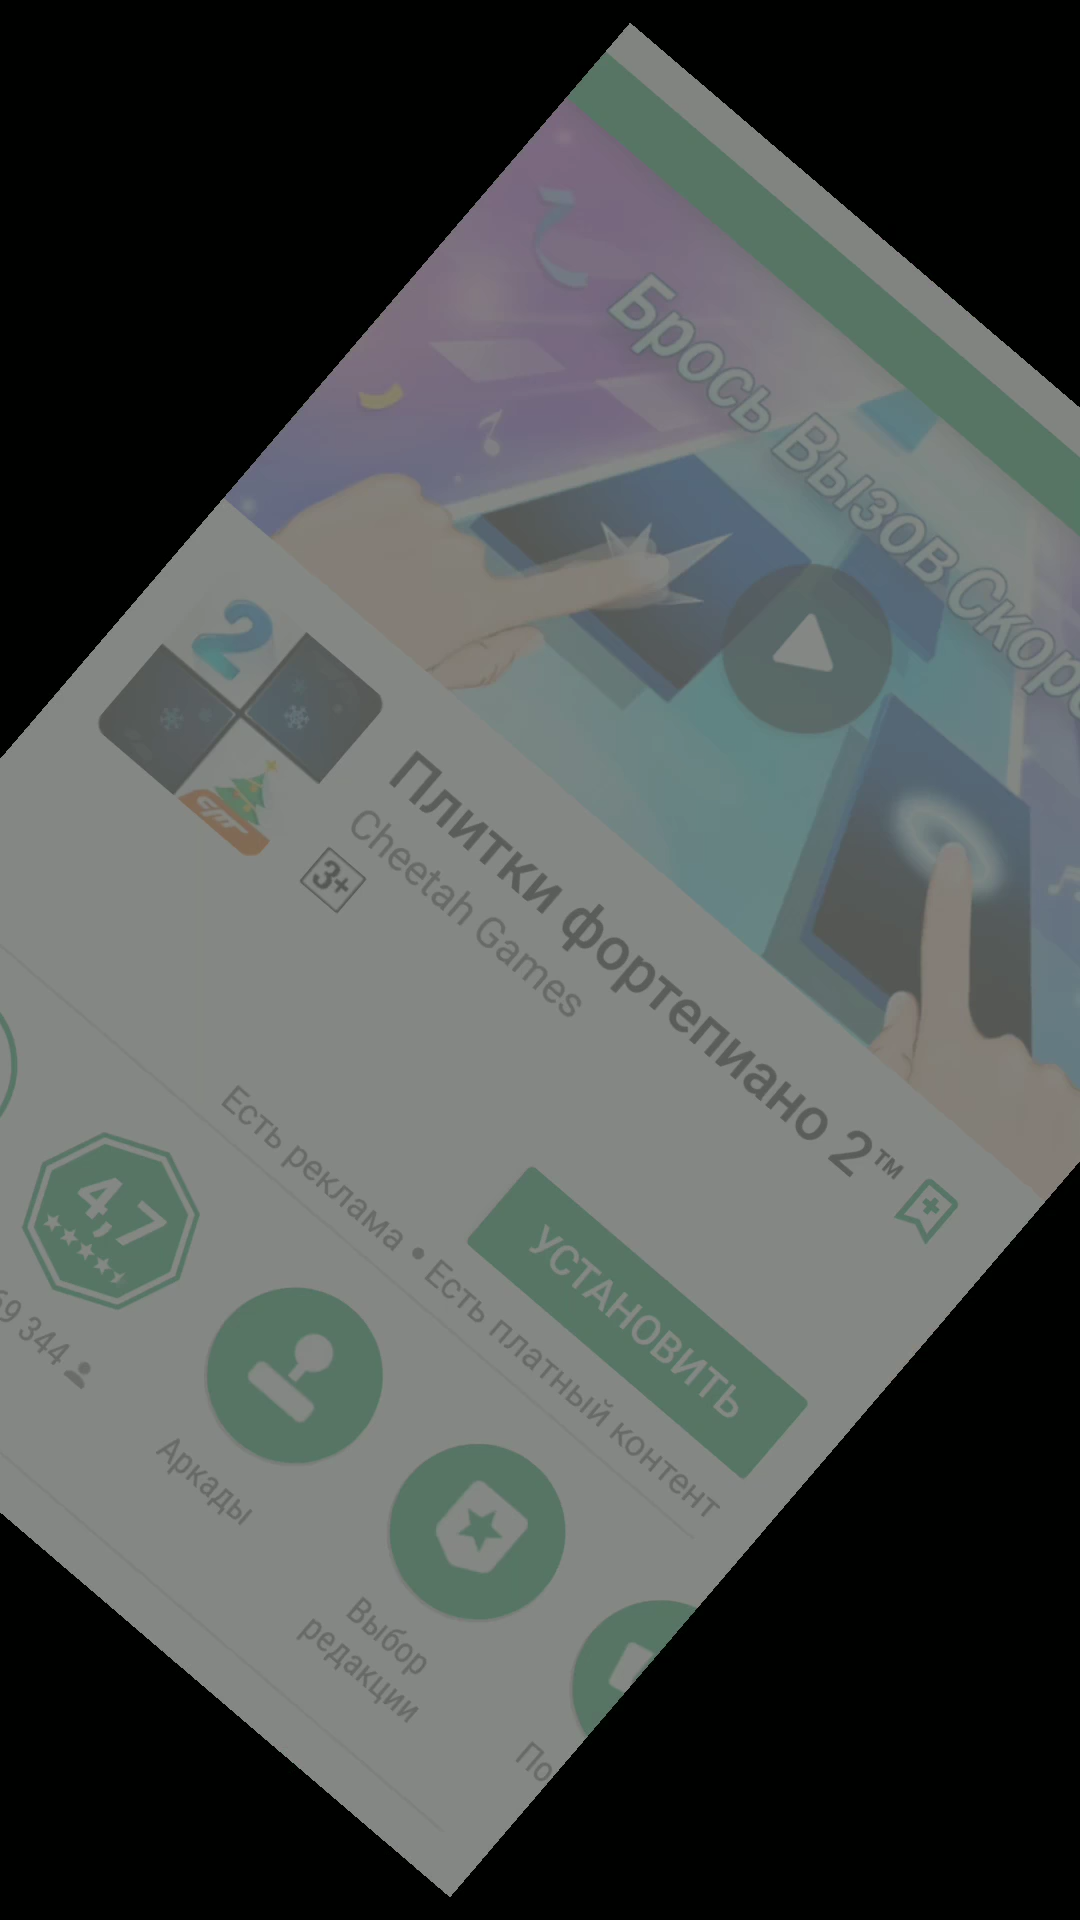 Брось Вызов
2
Плитки фортепиано 2™
Cheetah Games
3+
УСТАНОВИТЬ
Есть реклама • Есть платный контент
4,7
69 344
Аркады
Выбор
редакции